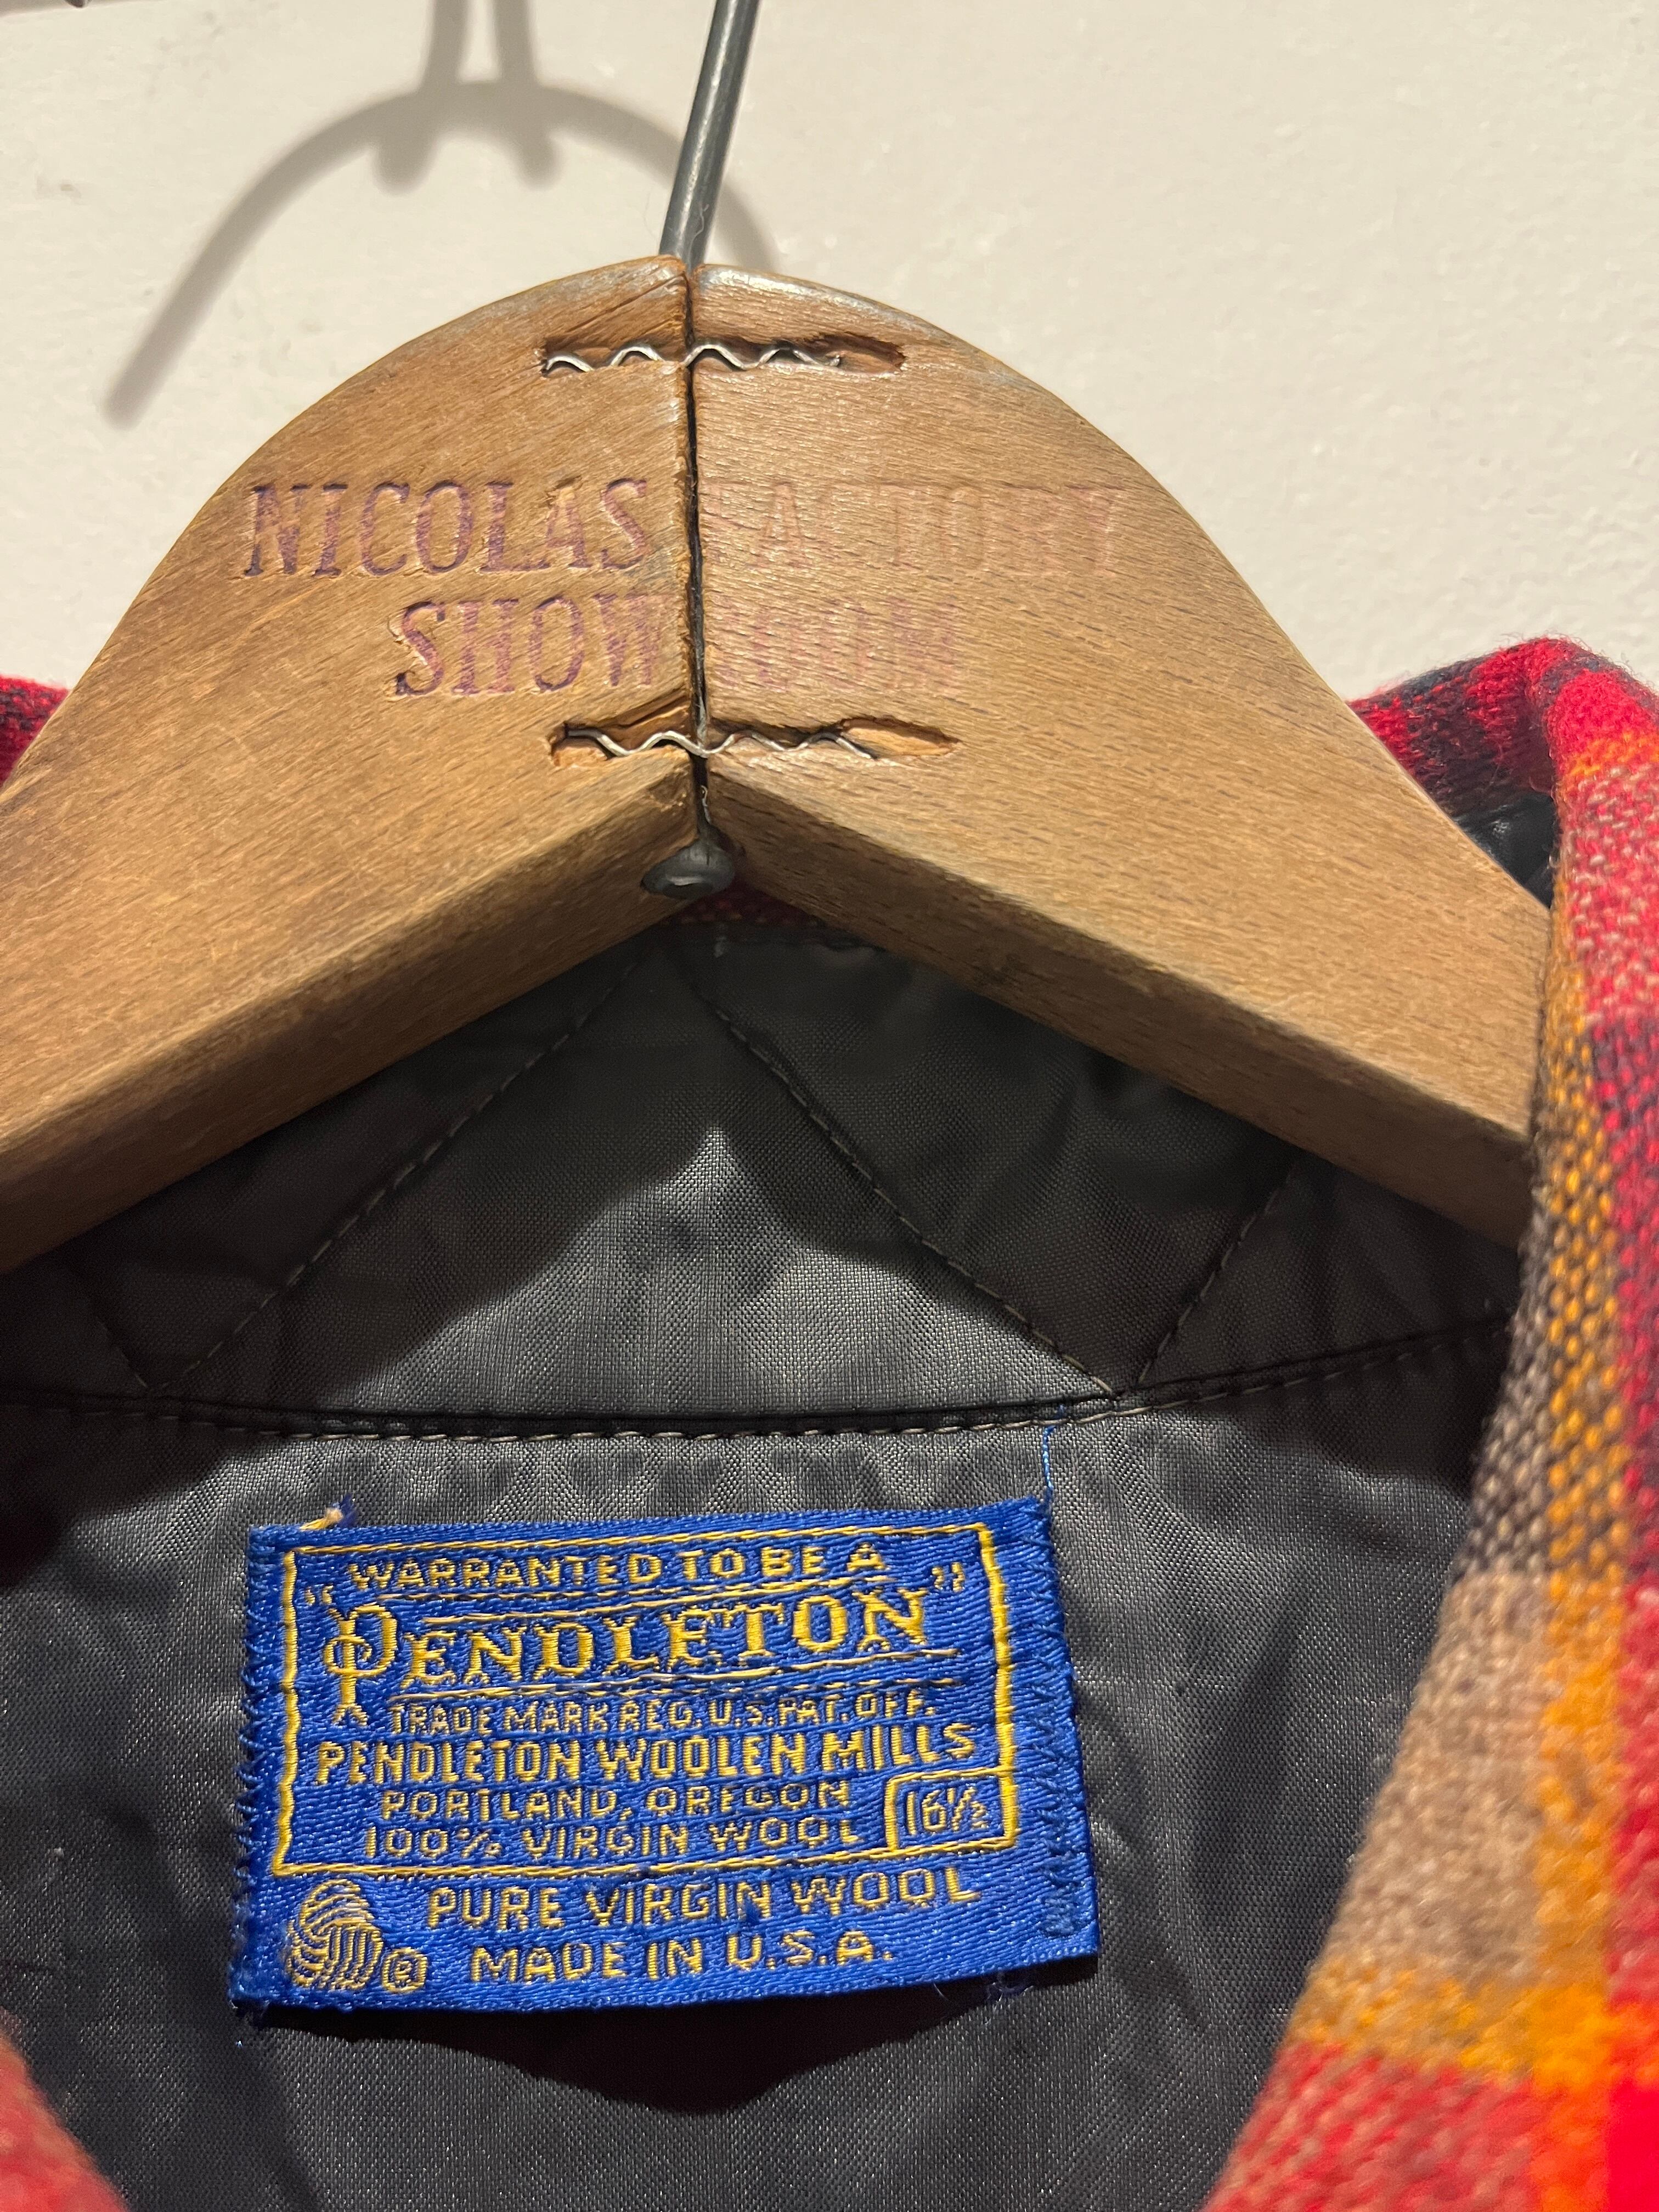 NICOLAS FACTORY
SHOWROOM
WARRANTED TO BE A
"PENDLETON"
TRADE MARK REG. U.S. PAT. OFF.
PENDLETON WOOLEN MILLS
PORTLAND, OREGON
100% VIRGIN WOOL
16½
PURE VIRGIN WOOL
® MADE IN U.S.A.